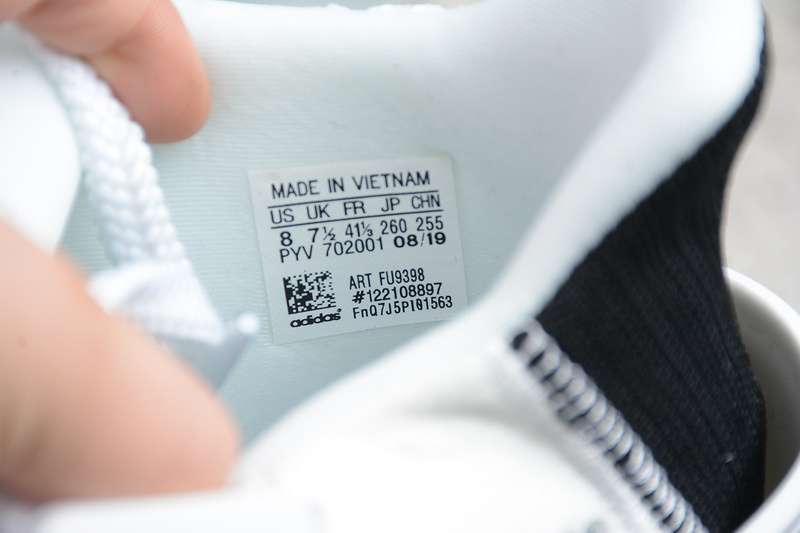 MADE IN VIETNAM
US UK FR JP CHN
8 7½ 41⅓ 260 255
PYV 702001 08/19
ART FU9398
#122108897
adidas FnQ7J5PI01563